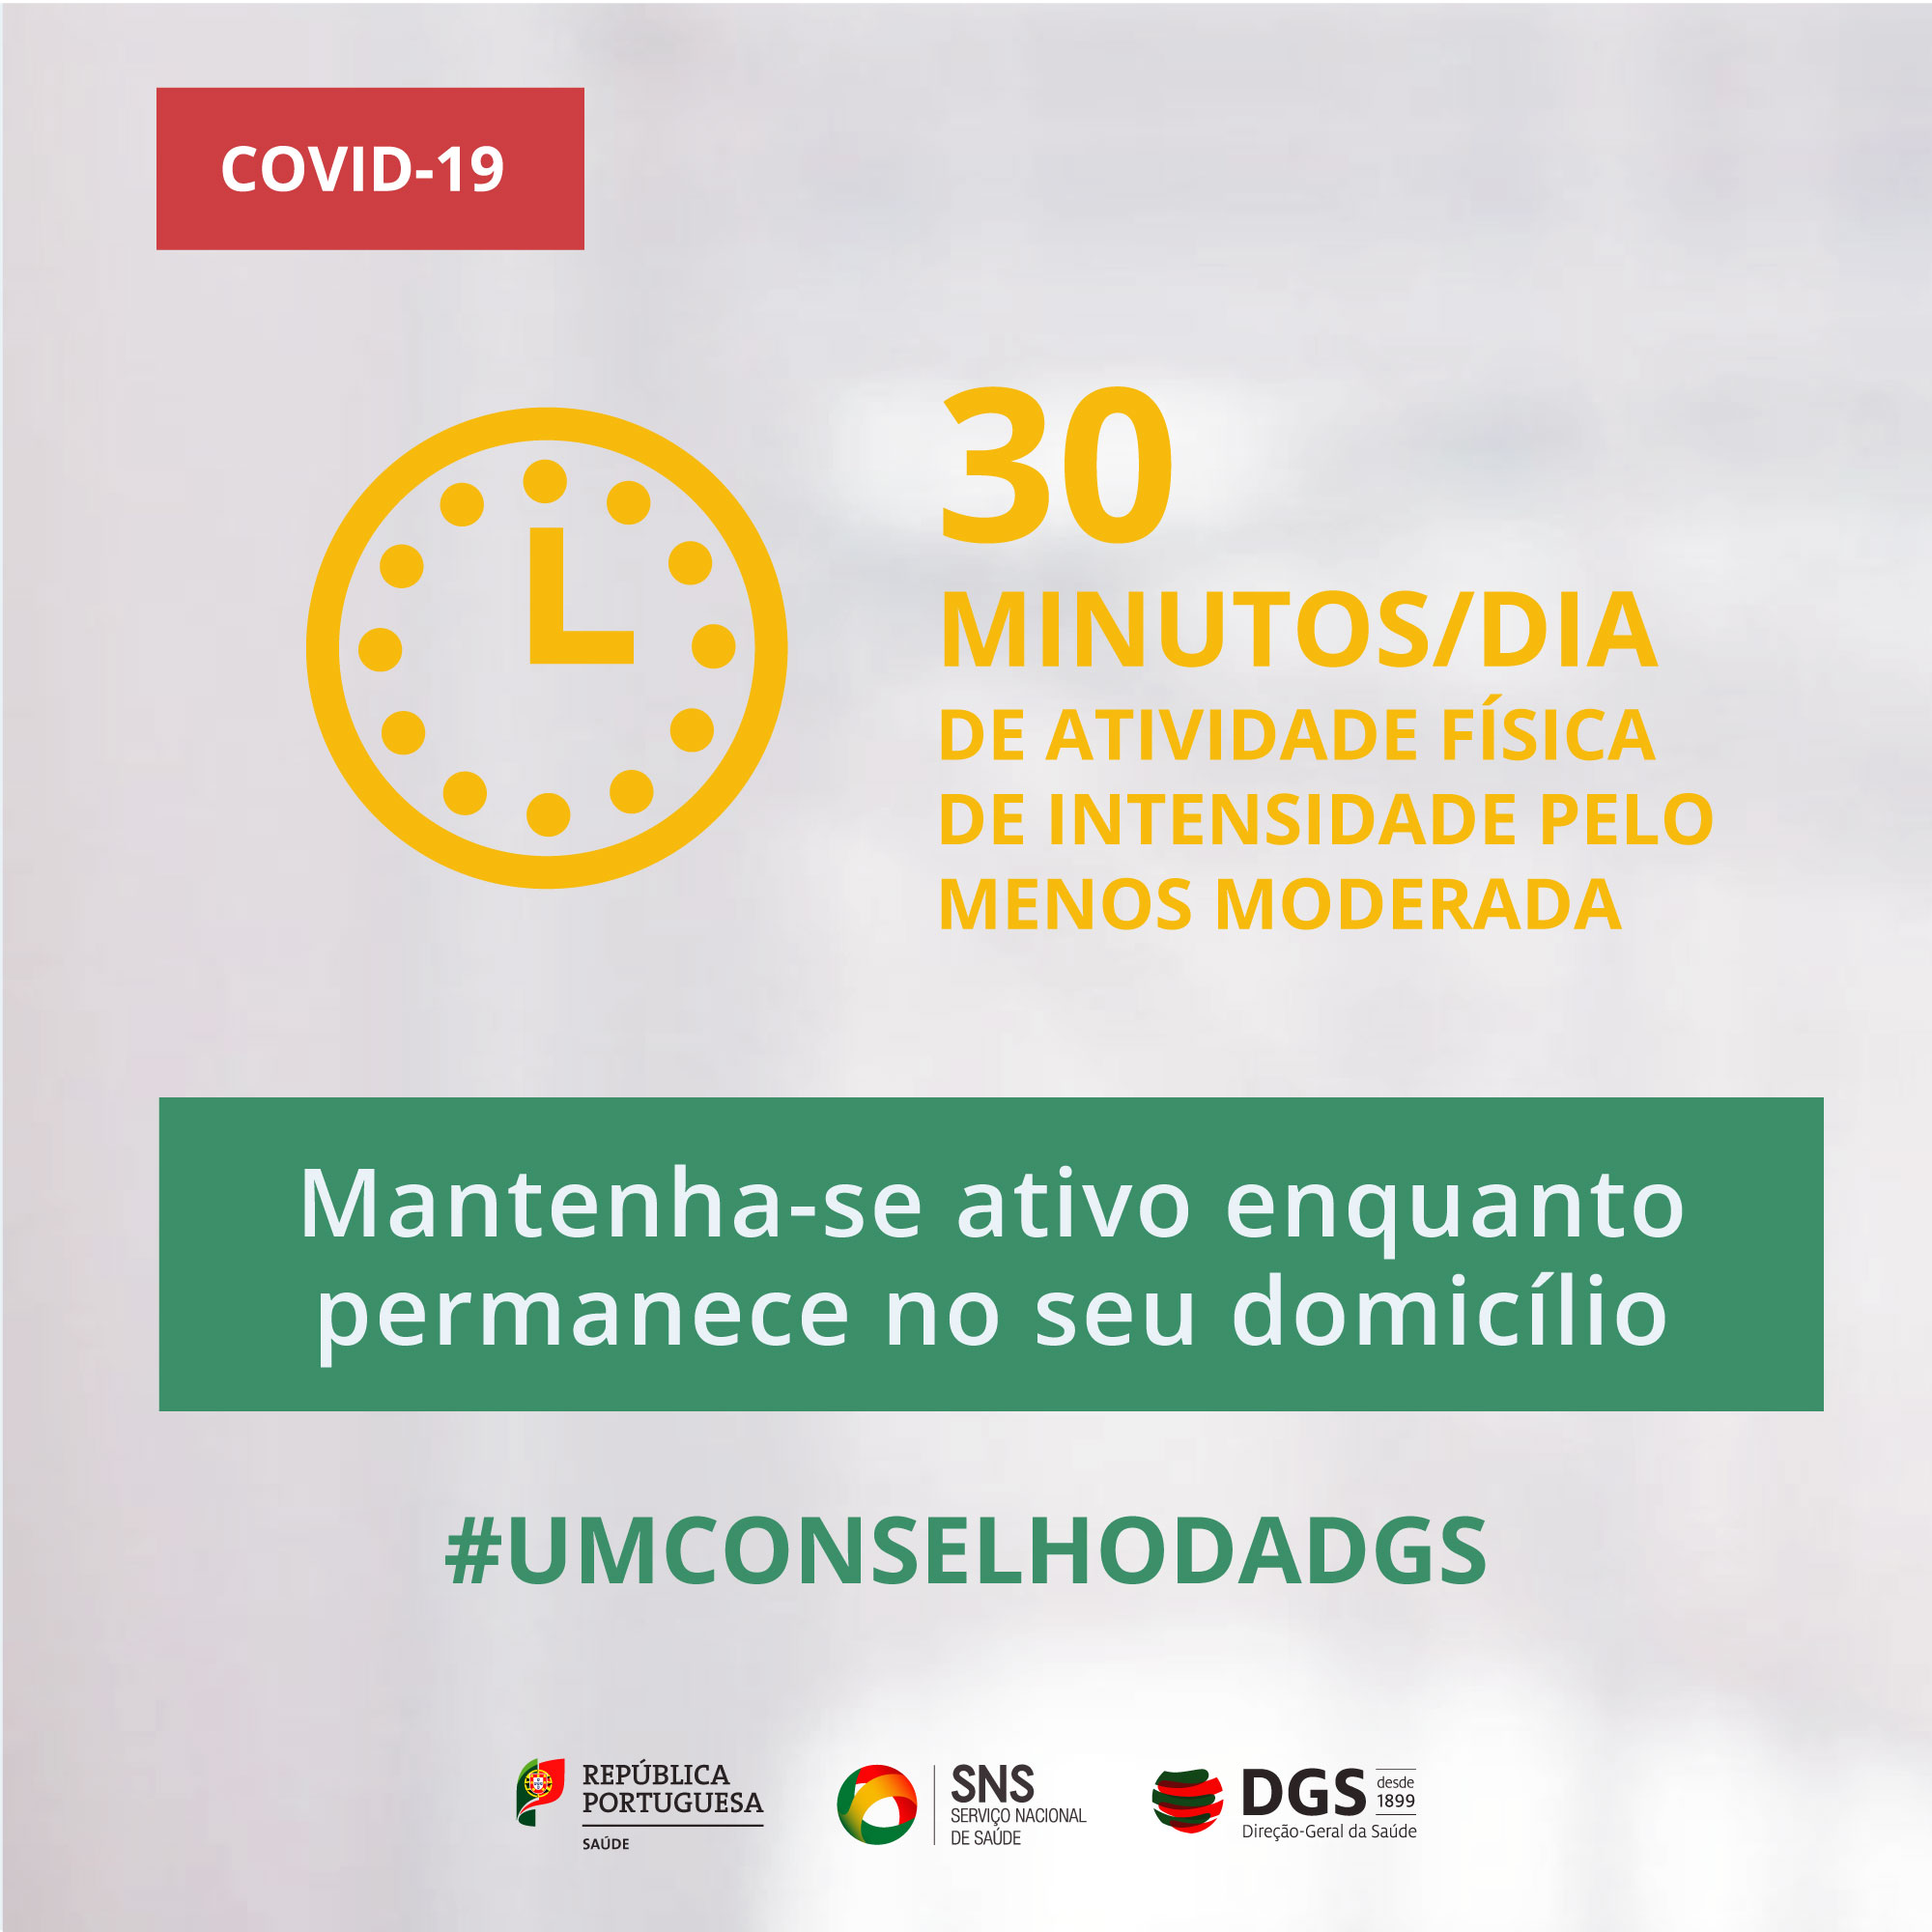 COVID-19
30
MINUTOS/DIA
DE ATIVIDADE FÍSICA
DE INTENSIDADE PELO
MENOS MODERADA
Mantenha-se ativo enquanto
permanece no seu domicílio
#UMCONSELHODADGS
REPÚBLICA
PORTUGUESA
SAÚDE
SNS
SERVIÇO NACIONAL
DE SAÚDE
DGS
desde
1899
Direção-Geral da Saúde